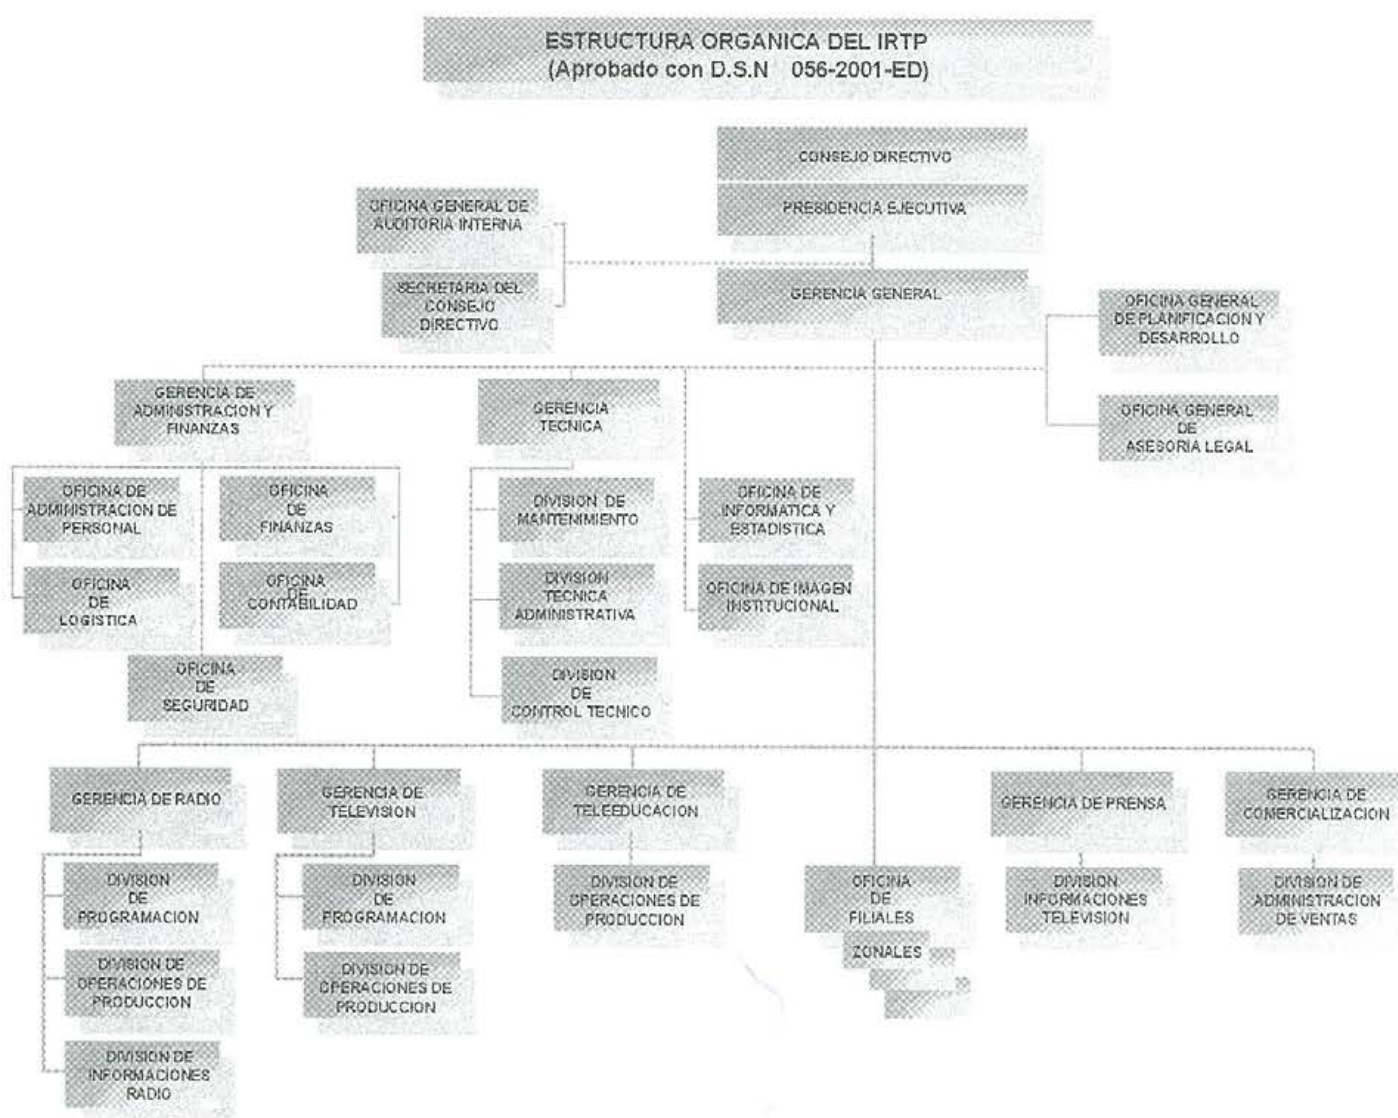 ESTRUCTURA ORGANICA DEL IRTP
(Aprobado con D.S.N 056-2001-ED)
CONSEJO DIRECTIVO
PRESIDENCIA EJECUTIVA
OFICINA GENERAL DE
AUDITORIA INTERNA
SECRETARIA DEL
CONSEJO
DIRECTIVO
GERENCIA GENERAL
OFICINA GENERAL
DE PLANIFICACION Y
DESARROLLO
OFICINA GENERAL
DE
ASESORIA LEGAL
GERENCIA DE
ADMINISTRACION Y
FINANZAS
GERENCIA
TECNICA
OFICINA DE
ADMINISTRACION DE
PERSONAL
OFICINA
DE
FINANZAS
OFICINA
DE
LOGISTICA
OFICINA
DE
CONTABILIDAD
OFICINA
DE
SEGURIDAD
DIVISION DE
MANTENIMIENTO
DIVISION
TECNICA
ADMINISTRATIVA
DIVISION
DE
CONTROL TECNICO
OFICINA DE
INFORMATICA Y
ESTADISTICA
OFICINA DE IMAGEN
INSTITUCIONAL
GERENCIA DE RADIO
DIVISION
DE
PROGRAMACION
DIVISION DE
OPERACIONES DE
PRODUCCION
DIVISION DE
INFORMACIONES
RADIO
GERENCIA DE
TELEVISION
DIVISION
DE
PROGRAMACION
DIVISION DE
OPERACIONES DE
PRODUCCION
GERENCIA DE
TELEEDUCACION
DIVISION DE
OPERACIONES DE
PRODUCCION
OFICINA
DE
FILIALES
ZONALES
GERENCIA DE PRENSA
DIVISION
INFORMACIONES
TELEVISION
GERENCIA DE
COMERCIALIZACION
DIVISION DE
ADMINISTRACION
DE VENTAS